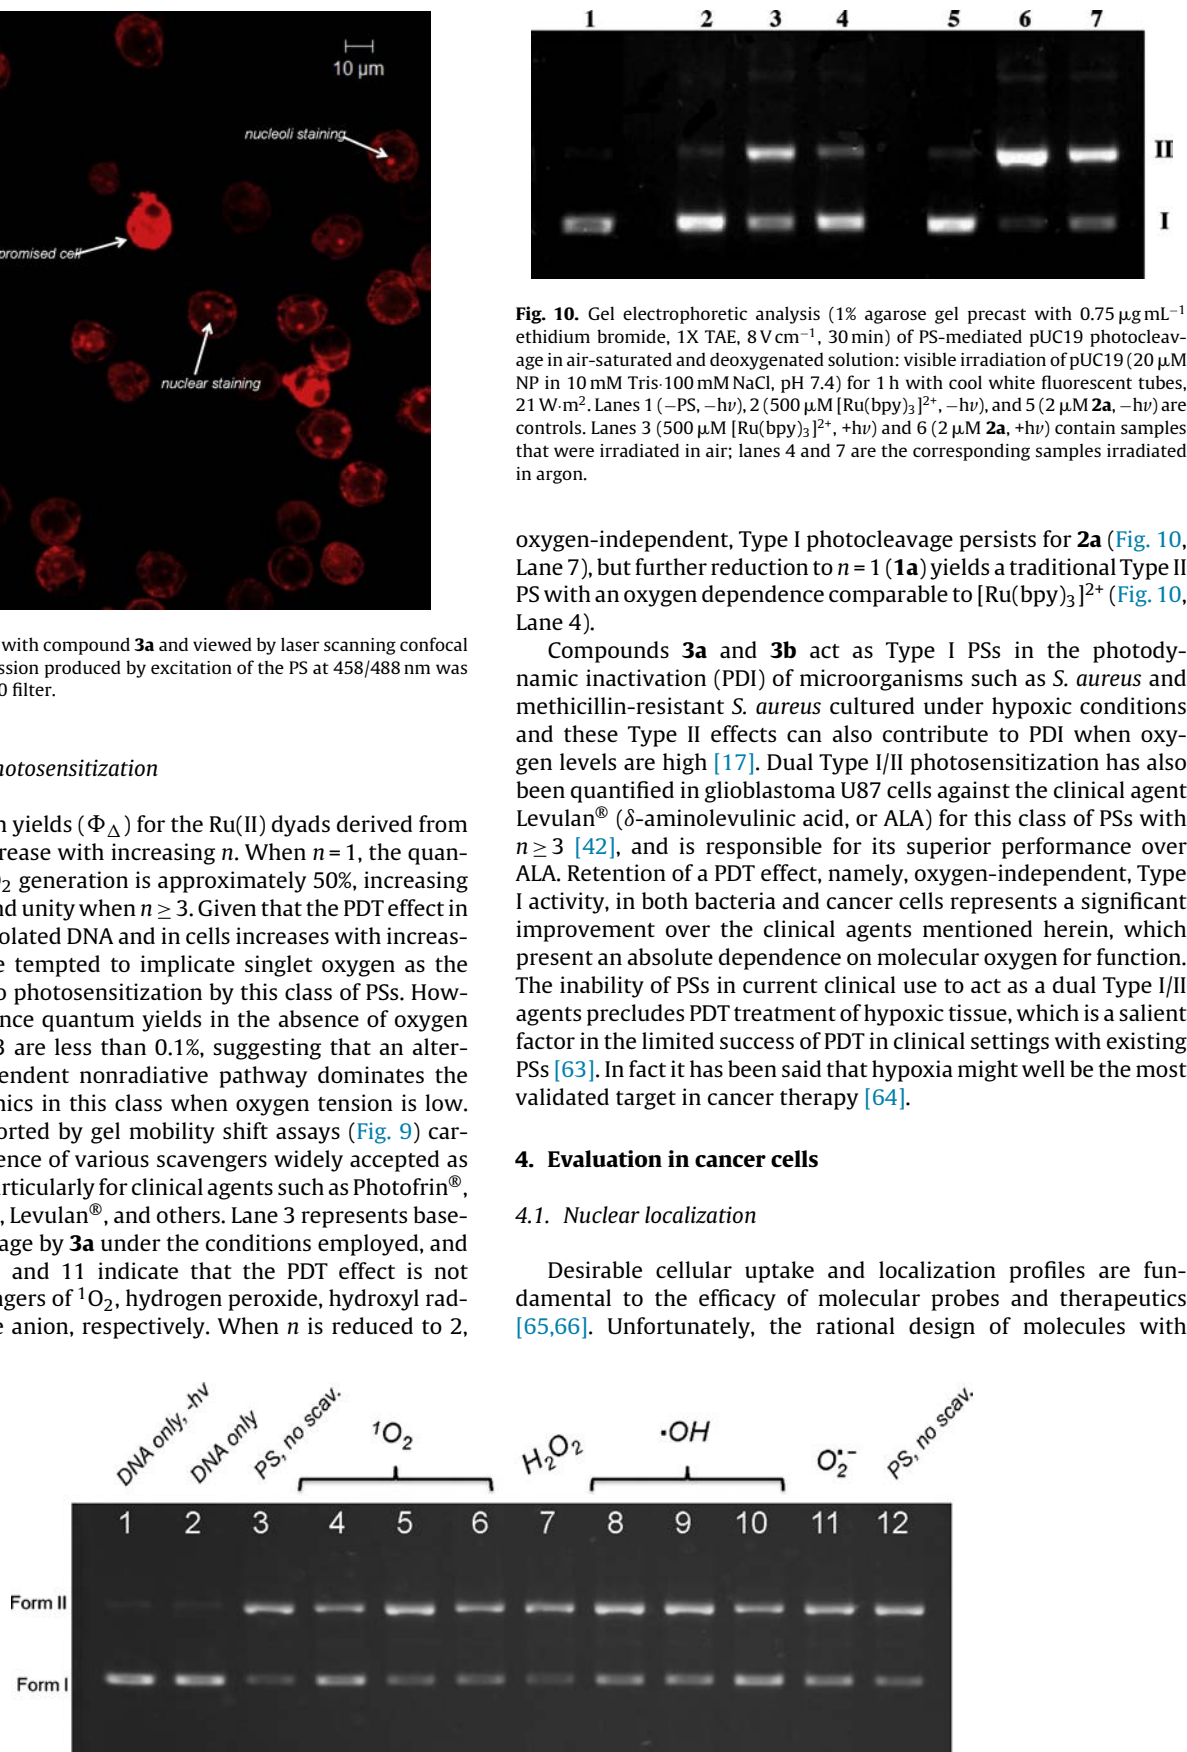 10 μm
nucleoli staining
promised cell
nuclear staining
with compound 3a and viewed by laser scanning confocal
ssion produced by excitation of the PS at 458/488 nm was
0 filter.
hotosensitization
n yields (ΦΔ) for the Ru(II) dyads derived from
crease with increasing n. When n = 1, the quan-
O2 generation is approximately 50%, increasing
nd unity when n ≥ 3. Given that the PDT effect in
olated DNA and in cells increases with increas-
e tempted to implicate singlet oxygen as the
o photosensitization by this class of PSs. How-
nce quantum yields in the absence of oxygen
3 are less than 0.1%, suggesting that an alter-
endent nonradiative pathway dominates the
mics in this class when oxygen tension is low.
orted by gel mobility shift assays (Fig. 9) car-
ence of various scavengers widely accepted as
articularly for clinical agents such as Photofrin®,
, Levulan®, and others. Lane 3 represents base-
age by 3a under the conditions employed, and
and 11 indicate that the PDT effect is not
ngers of ¹O2, hydrogen peroxide, hydroxyl rad-
e anion, respectively. When n is reduced to 2,
1 2 3 4 5 6 7
II
I
Fig. 10. Gel electrophoretic analysis (1% agarose gel precast with 0.75 μg mL⁻¹
ethidium bromide, 1X TAE, 8 V cm⁻¹, 30 min) of PS-mediated pUC19 photocleav-
age in air-saturated and deoxygenated solution: visible irradiation of pUC19 (20 μM
NP in 10 mM Tris·100 mM NaCl, pH 7.4) for 1 h with cool white fluorescent tubes,
21 W·m². Lanes 1 (−PS, −hν), 2 (500 μM [Ru(bpy)3]²⁺, −hν), and 5 (2 μM 2a, −hν) are
controls. Lanes 3 (500 μM [Ru(bpy)3]²⁺, +hν) and 6 (2 μM 2a, +hν) contain samples
that were irradiated in air; lanes 4 and 7 are the corresponding samples irradiated
in argon.
oxygen-independent, Type I photocleavage persists for 2a (Fig. 10,
Lane 7), but further reduction to n = 1 (1a) yields a traditional Type II
PS with an oxygen dependence comparable to [Ru(bpy)3]²⁺ (Fig. 10,
Lane 4).
Compounds 3a and 3b act as Type I PSs in the photody-
namic inactivation (PDI) of microorganisms such as S. aureus and
methicillin-resistant S. aureus cultured under hypoxic conditions
and these Type II effects can also contribute to PDI when oxy-
gen levels are high [17]. Dual Type I/II photosensitization has also
been quantified in glioblastoma U87 cells against the clinical agent
Levulan® (δ-aminolevulinic acid, or ALA) for this class of PSs with
n ≥ 3 [42], and is responsible for its superior performance over
ALA. Retention of a PDT effect, namely, oxygen-independent, Type
I activity, in both bacteria and cancer cells represents a significant
improvement over the clinical agents mentioned herein, which
present an absolute dependence on molecular oxygen for function.
The inability of PSs in current clinical use to act as a dual Type I/II
agents precludes PDT treatment of hypoxic tissue, which is a salient
factor in the limited success of PDT in clinical settings with existing
PSs [63]. In fact it has been said that hypoxia might well be the most
validated target in cancer therapy [64].
4. Evaluation in cancer cells
4.1. Nuclear localization
Desirable cellular uptake and localization profiles are fun-
damental to the efficacy of molecular probes and therapeutics
[65,66]. Unfortunately, the rational design of molecules with
DNA only, -hv
DNA only
PS, no scav.
¹O2
H2O2
·OH
O2·−
PS, no scav.
1 2 3 4 5 6 7 8 9 10 11 12
Form II
Form I